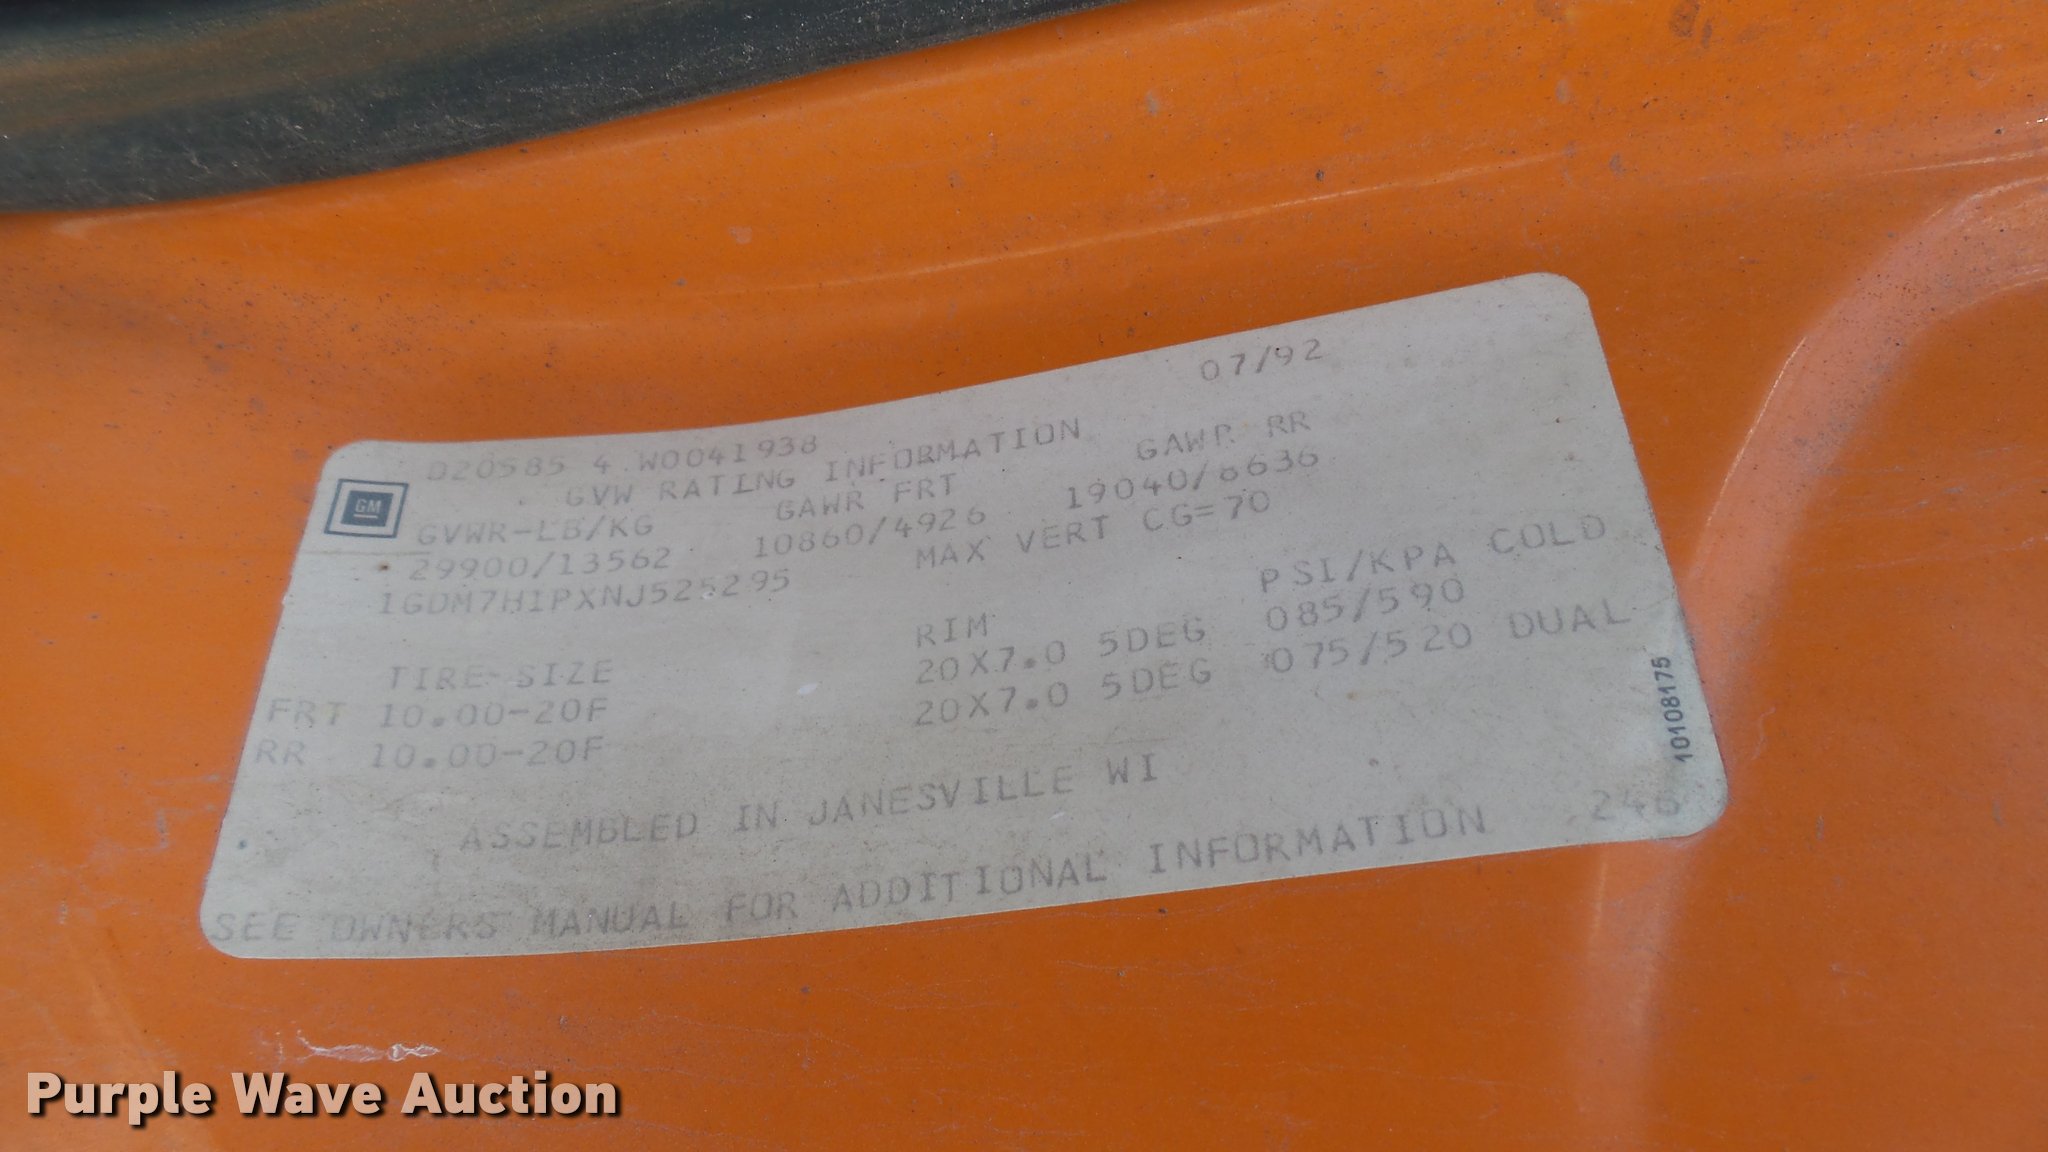 07/92
D20585 4 W0041938
GVW RATING INFORMATION
GM
GVWR-LB/KG GAWR FRT GAWR RR
29900/13562 10860/4926 19040/8636
1GDM7H1PXNJ525295 MAX VERT CG=70
TIRE-SIZE RIM PSI/KPA COLD
FRT 10.00-20F 20X7.0 5DEG 085/590
RR 10.00-20F 20X7.0 5DEG 075/520 DUAL
10108175
ASSEMBLED IN JANESVILLE WI
SEE OWNERS MANUAL FOR ADDITIONAL INFORMATION 246
Purple Wave Auction